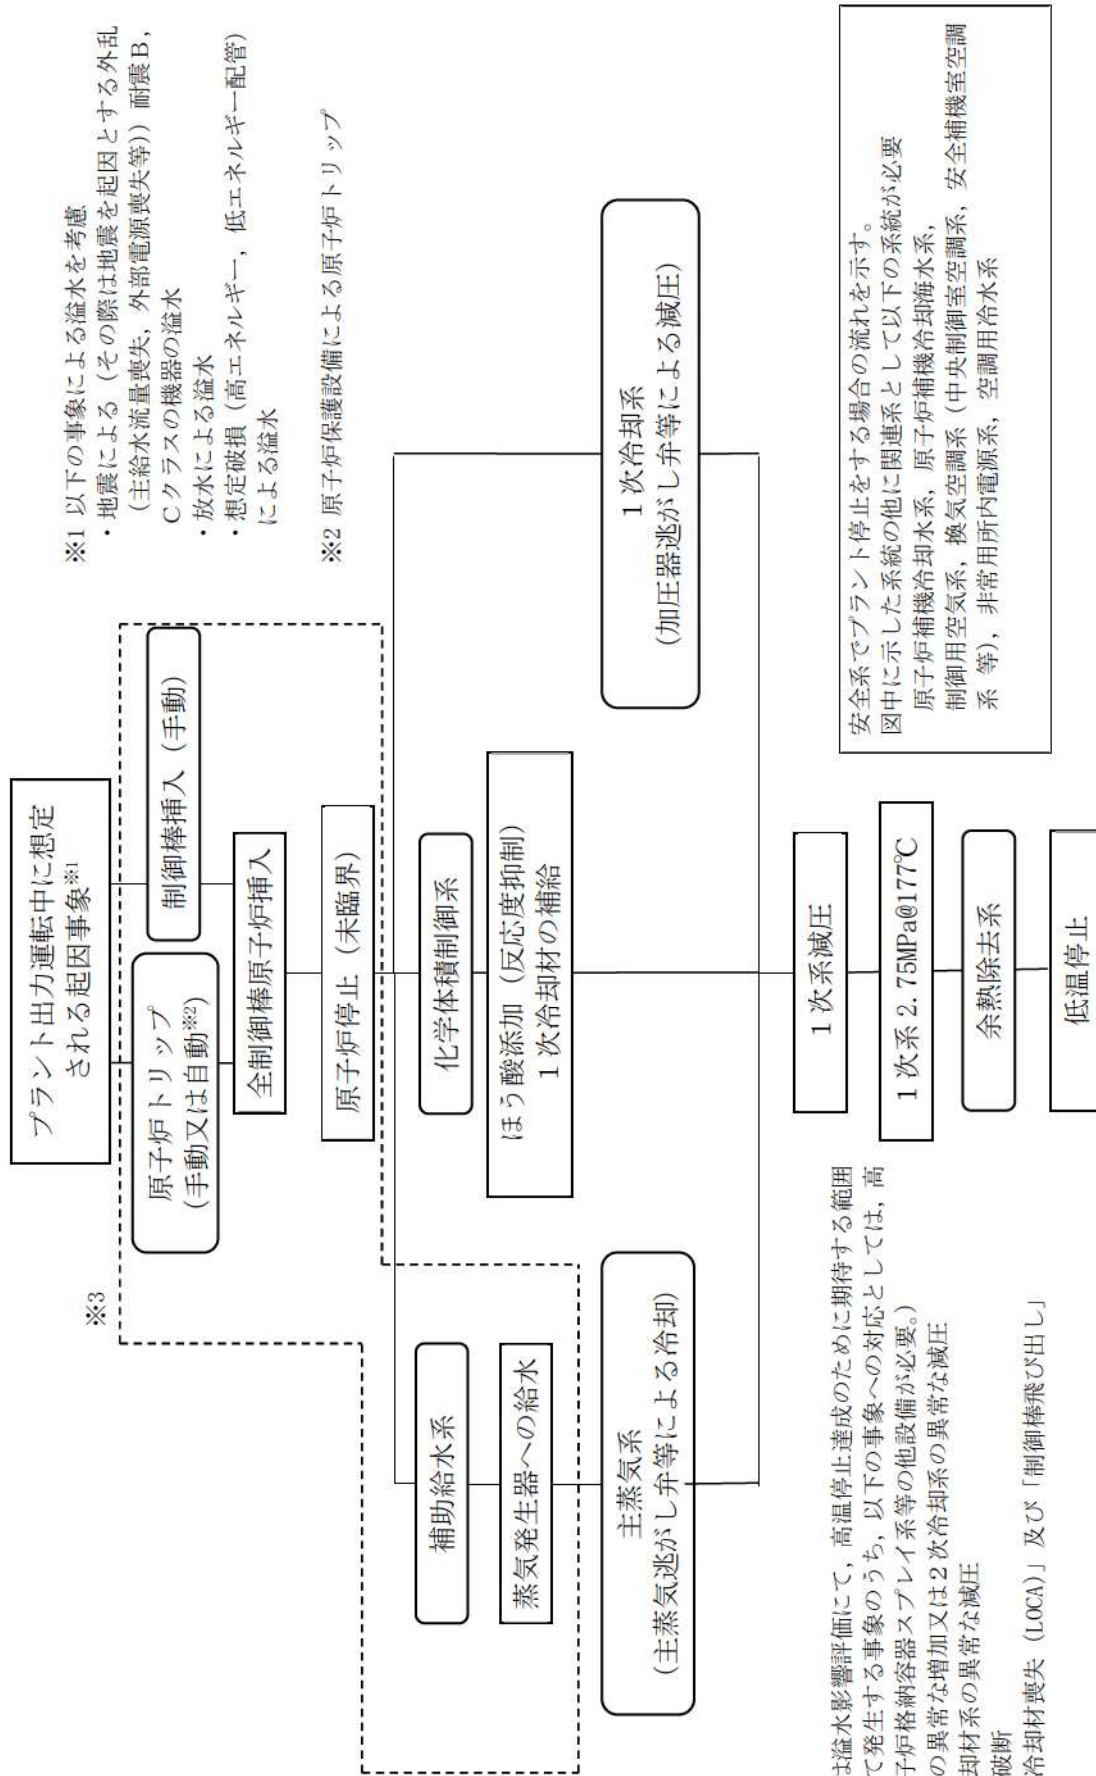 プラント出力運転中に想定
される起因事象※1
※3
原子炉トリップ
(手動又は自動※2)
制御棒挿入（手動）
全制御棒原子炉挿入
原子炉停止（未臨界）
※1 以下の事象による溢水を考慮
・地震による（その際は地震を起因とする外乱
（主給水流量喪失，外部電源喪失等））耐震Ｂ，
Ｃクラスの機器の溢水
・放水による溢水
・想定破損（高エネルギー，低エネルギー配管）
による溢水
※2 原子炉保護設備による原子炉トリップ
補助給水系
蒸気発生器への給水
主蒸気系
(主蒸気逃がし弁等による冷却)
化学体積制御系
ほう酸添加（反応度抑制）
１次冷却材の補給
１次冷却系
(加圧器逃がし弁等による減圧)
１次系減圧
１次系 2.75MPa@177℃
余熱除去系
低温停止
は溢水影響評価にて，高温停止達成のために期待する範囲
て発生する事象のうち，以下の事象への対応としては，高
子炉格納容器スプレイ系等の他設備が必要。）
の異常な増加又は２次冷却系の異常な減圧
却材系の異常な減圧
破断
冷却材喪失（LOCA)」及び「制御棒飛び出し」
安全系でプラント停止をする場合の流れを示す。
図中に示した系統の他に関連系として以下の系統が必要
原子炉補機冷却水系，原子炉補機冷却海水系，
制御用空気系，換気空調系（中央制御室空調系，安全補機室空調
系 等)，非常用所内電源系，空調用冷水系